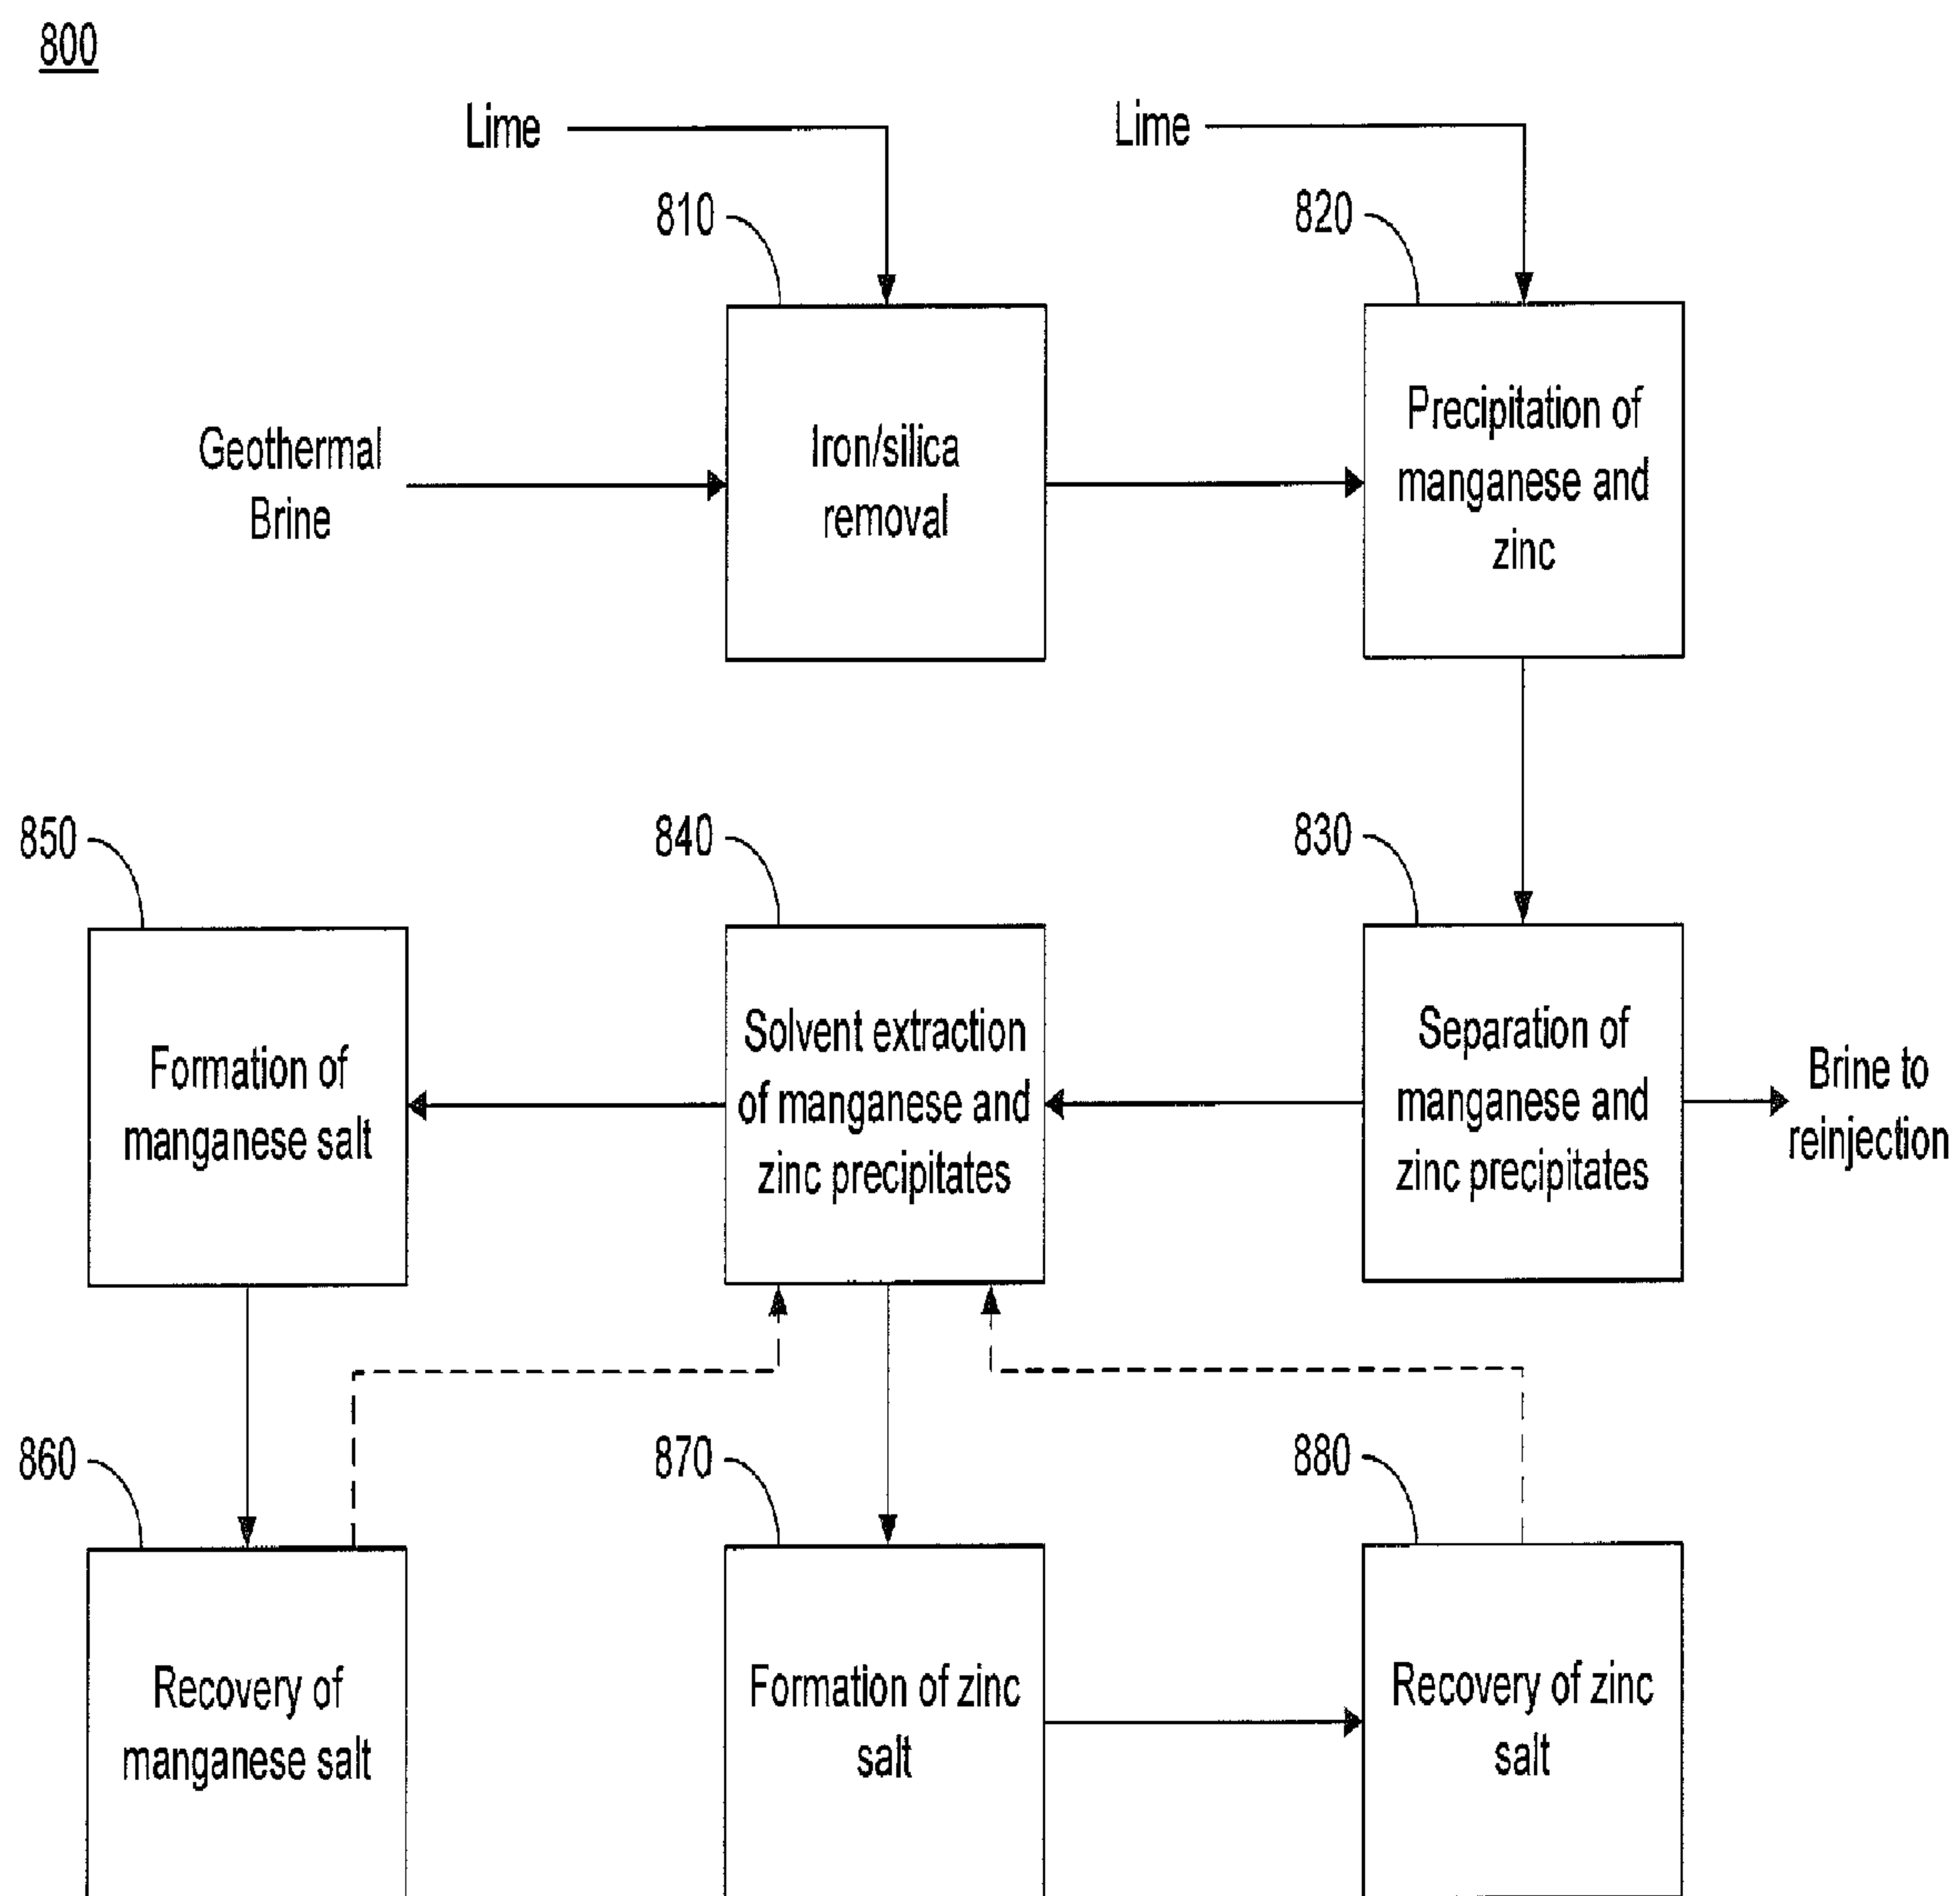 800
Lime
Lime
810
820
Geothermal
Brine
Iron/silica
removal
Precipitation of
manganese and
zinc
850
840
830
Formation of
manganese salt
Solvent extraction
of manganese and
zinc precipitates
Separation of
manganese and
zinc precipitates
Brine to
reinjection
860
870
880
Recovery of
manganese salt
Formation of zinc
salt
Recovery of zinc
salt